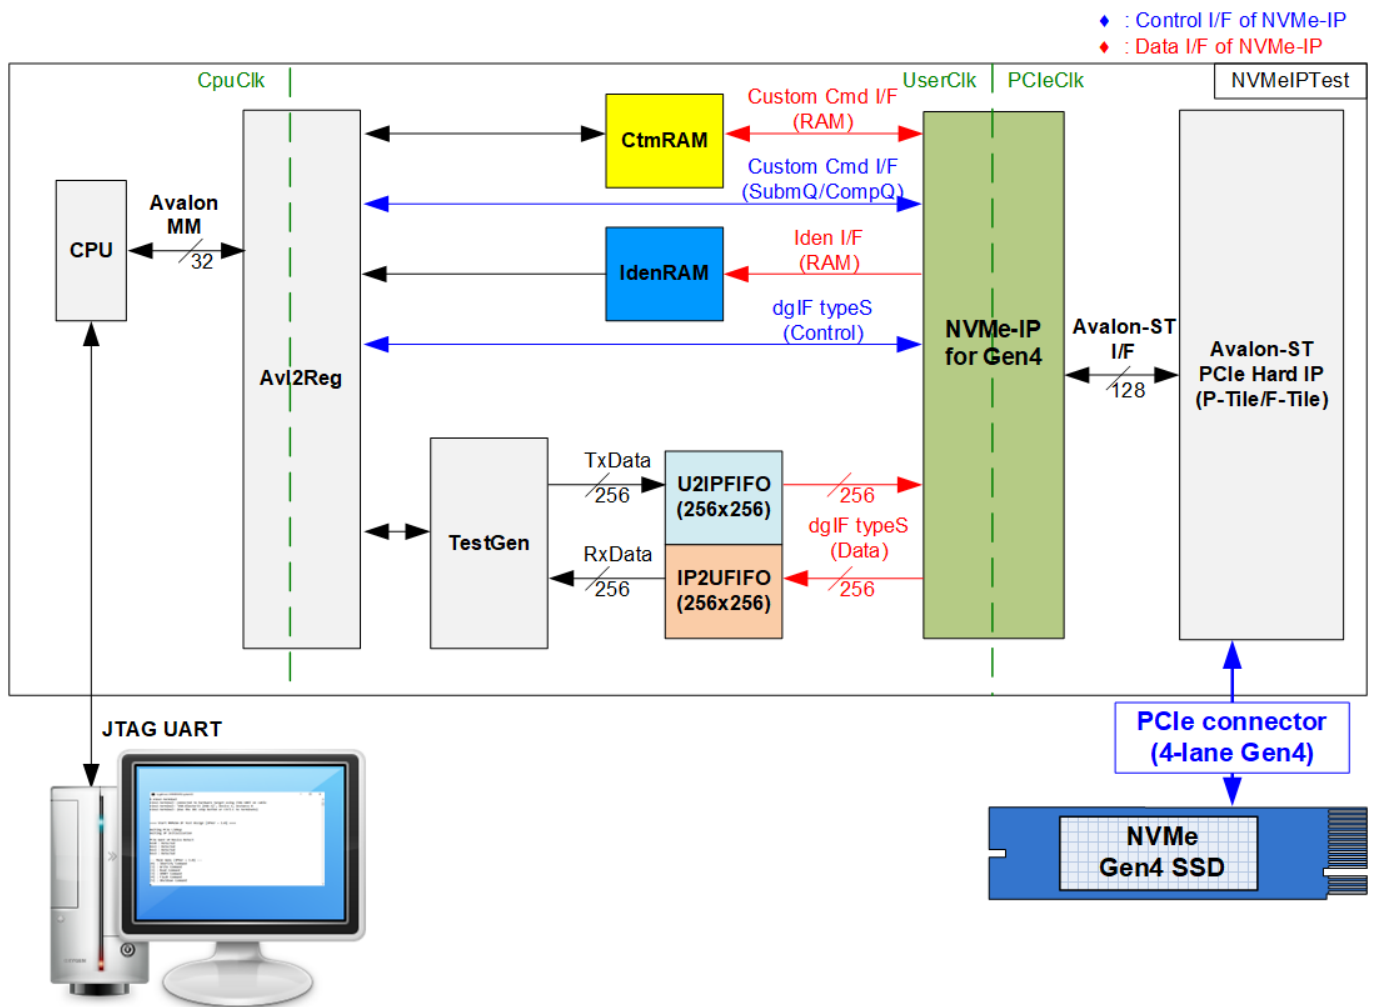 ♦ : Control I/F of NVMe-IP
♦ : Data I/F of NVMe-IP
CpuClk
UserClk
PCIeClk
NVMeIPTest
Custom Cmd I/F
(RAM)
CtmRAM
Custom Cmd I/F
(SubmQ/CompQ)
Avalon
MM
32
CPU
Iden I/F
(RAM)
IdenRAM
dgIF typeS
(Control)
NVMe-IP
for Gen4
Avalon-ST
I/F
128
Avalon-ST
PCIe Hard IP
(P-Tile/F-Tile)
Avl2Reg
TxData
256
U2IPFIFO
(256x256)
256
TestGen
dgIF typeS
(Data)
RxData
256
IP2UFIFO
(256x256)
256
JTAG UART
PCIe connector
(4-lane Gen4)
NVMe
Gen4 SSD